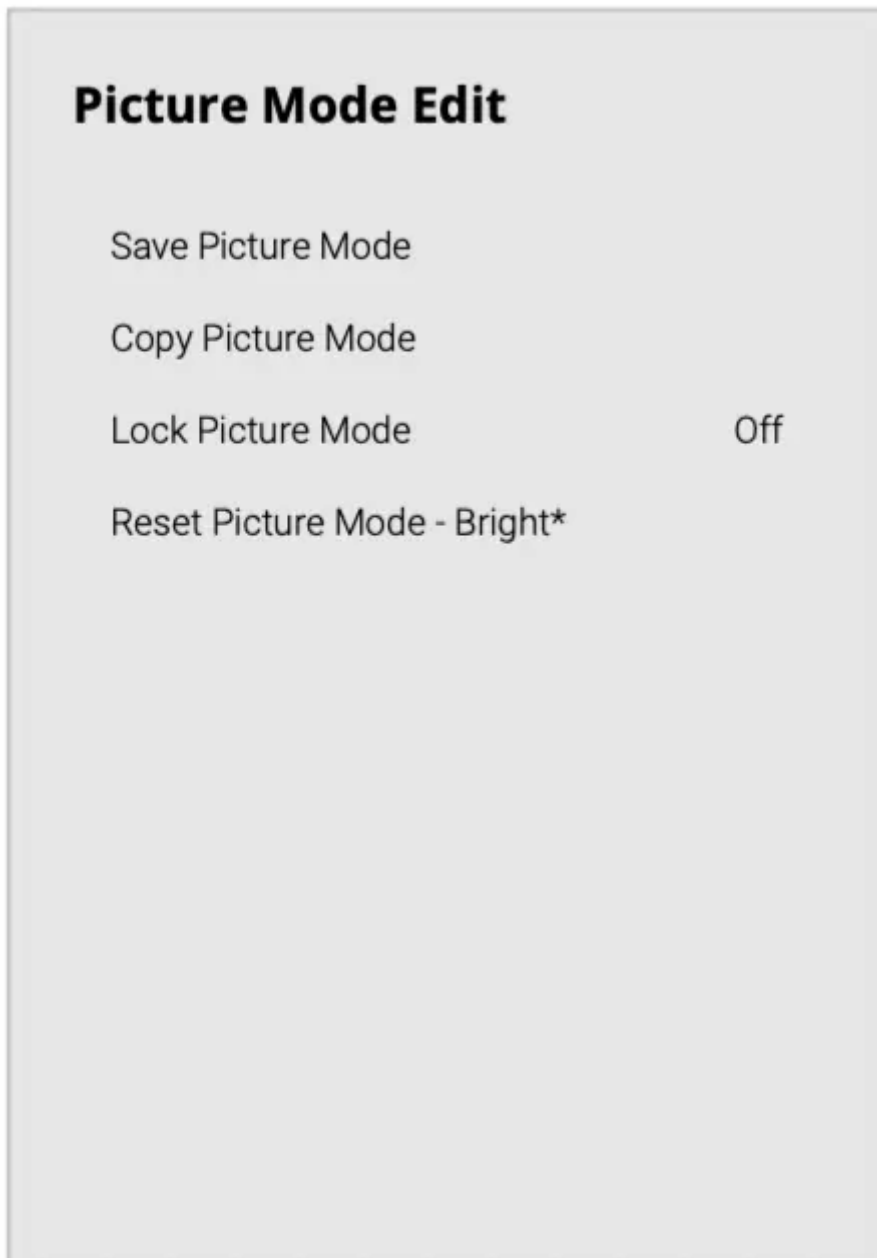 Picture Mode Edit
Save Picture Mode
Copy Picture Mode
Lock Picture Mode Off
Reset Picture Mode - Bright*